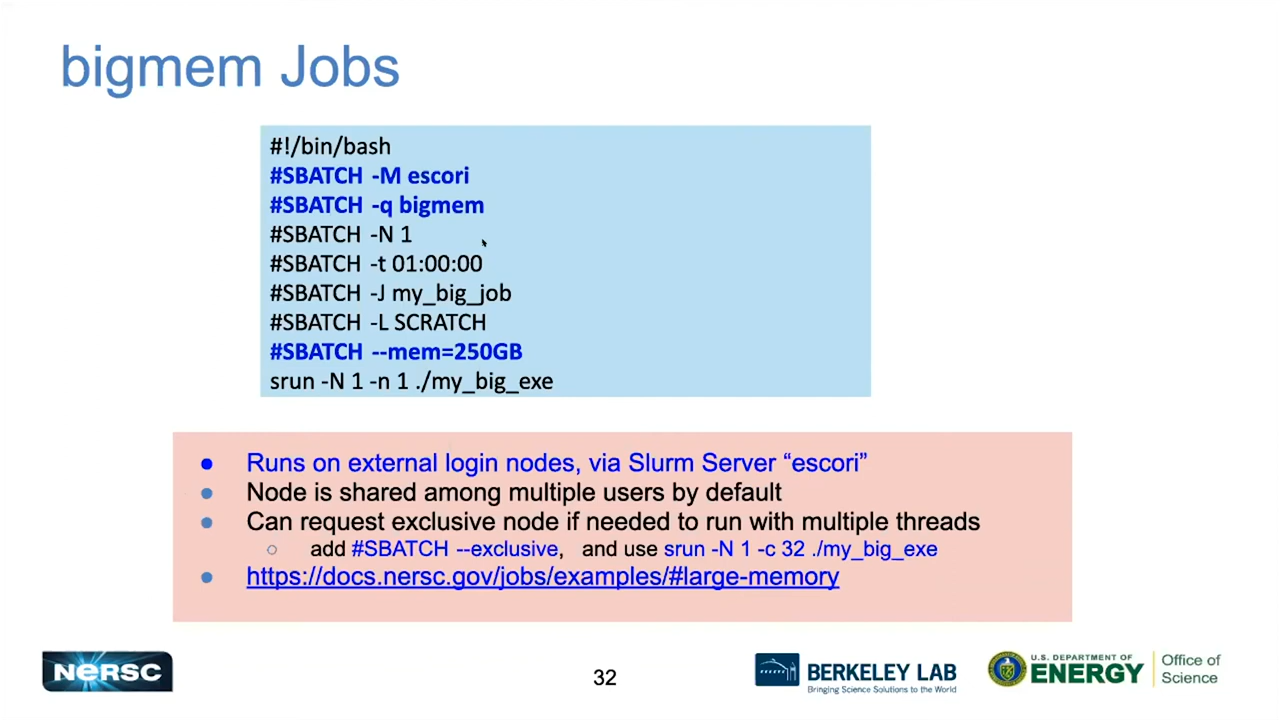 bigmem Jobs
#!/bin/bash
#SBATCH -M escori
#SBATCH -q bigmem
#SBATCH -N 1
#SBATCH -t 01:00:00
#SBATCH -J my_big_job
#SBATCH -L SCRATCH
#SBATCH --mem=250GB
srun -N 1 -n 1 ./my_big_exe
● Runs on external login nodes, via Slurm Server “escori”
● Node is shared among multiple users by default
● Can request exclusive node if needed to run with multiple threads
○ add #SBATCH --exclusive, and use srun -N 1 -c 32 ./my_big_exe
● https://docs.nersc.gov/jobs/examples/#large-memory
NERSC
32
BERKELEY LAB
Bringing Science Solutions to the World
U.S. DEPARTMENT OF
ENERGY
Office of
Science